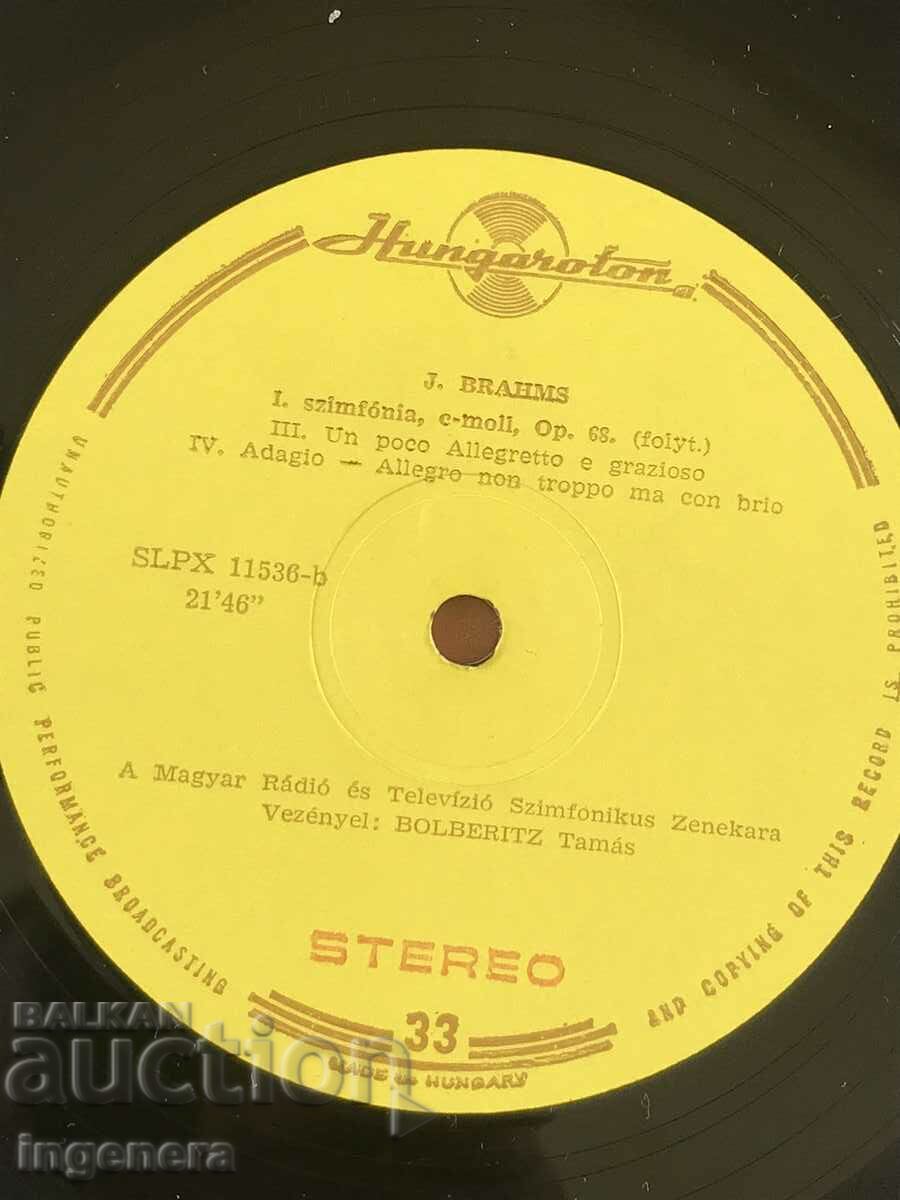 Hungaroton
J. BRAHMS
I. szimfónia, c-moll, Op. 68. (folyt.)
III. Un poco Allegretto e grazioso
IV. Adagio — Allegro non troppo ma con brio
SLPX 11536-b
21'46"
A Magyar Rádió és Televízió Szimfonikus Zenekara
Vezényel: BOLBERITZ Tamás
STEREO
33
MADE IN HUNGARY
UNAUTHORIZED PUBLIC PERFORMANCE BROADCASTING AND COPYING OF THIS RECORD IS PROHIBITED
BALKAN
auction
ingenera